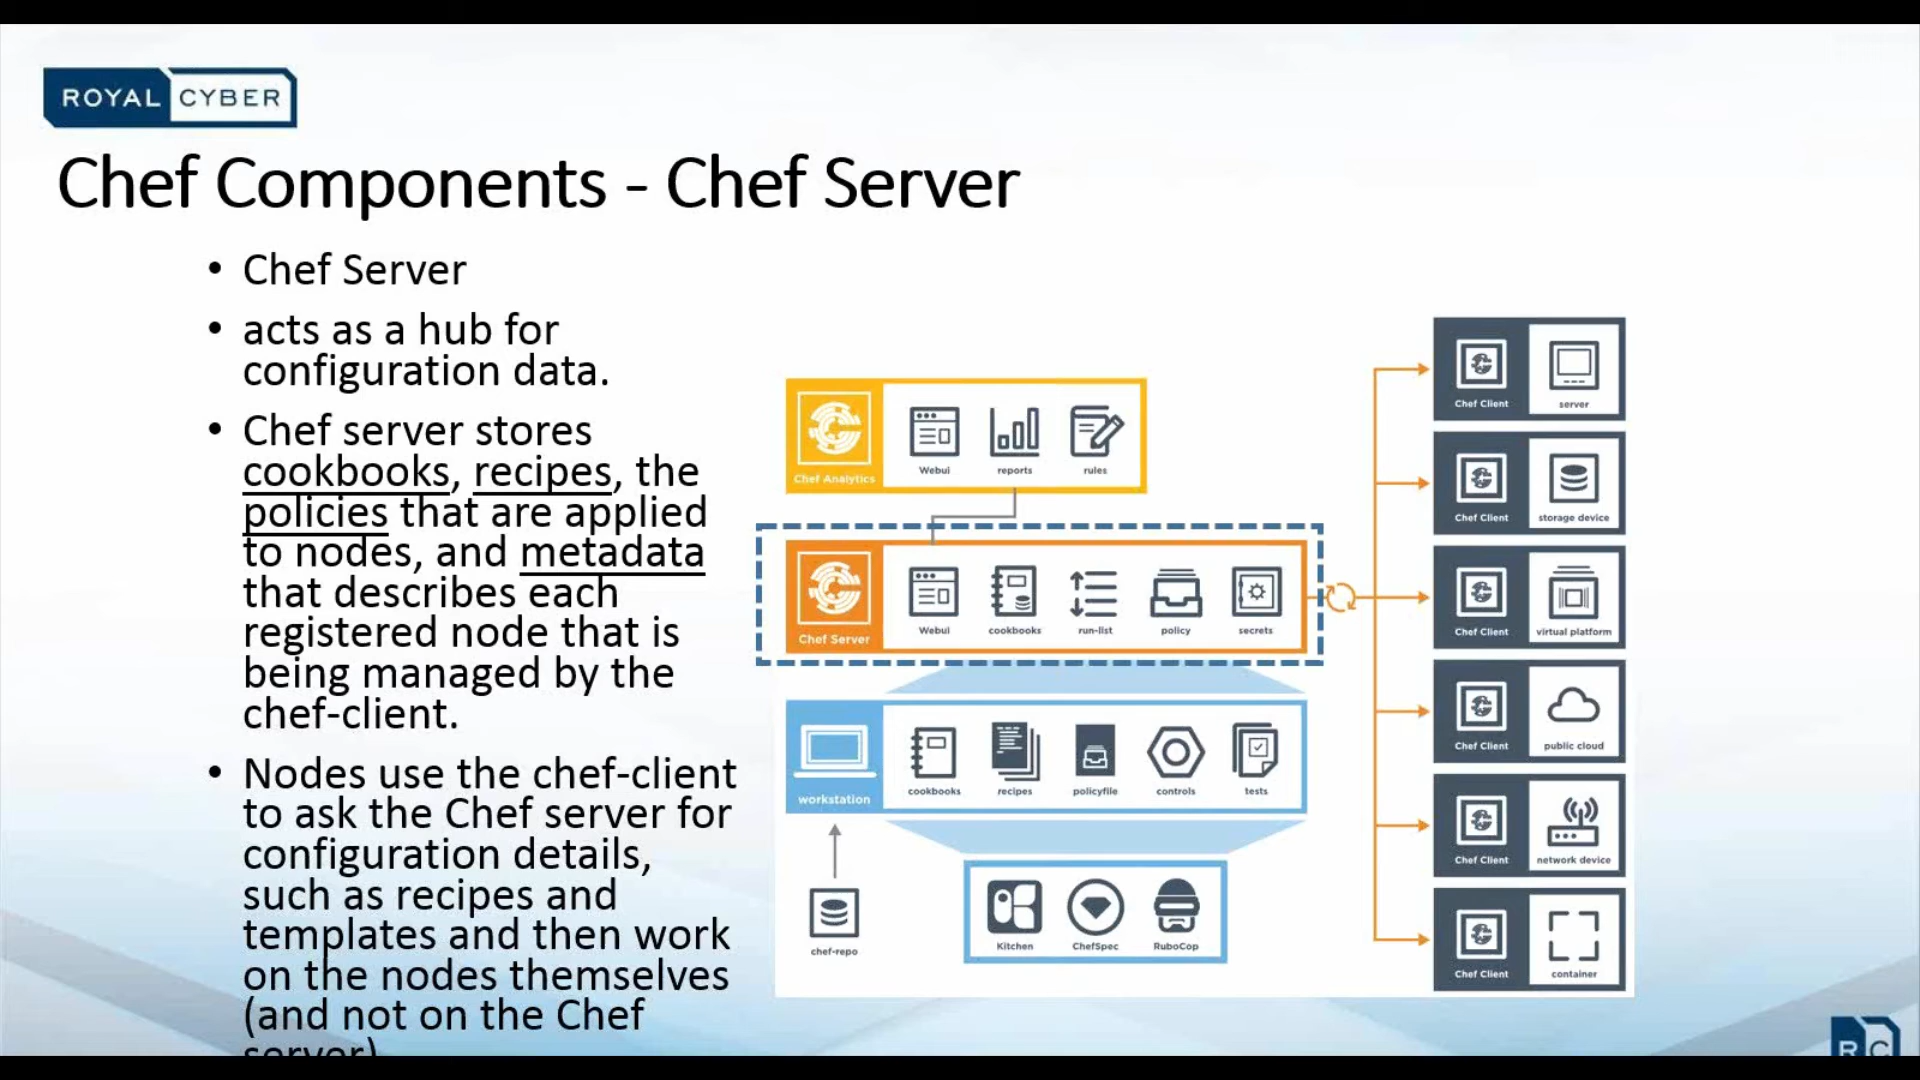 ROYAL CYBER
Chef Components - Chef Server
• Chef Server
• acts as a hub for
configuration data.
• Chef server stores
cookbooks, recipes, the
policies that are applied
to nodes, and metadata
that describes each
registered node that is
being managed by the
chef-client.
• Nodes use the chef-client
to ask the Chef server for
configuration details,
such as recipes and
templates and then work
on the nodes themselves
(and not on the Chef
server)
Chef Analytics
Webui reports rules
Chef Server
Webui cookbooks run-list policy secrets
workstation
cookbooks recipes policyfile controls tests
chef-repo
Kitchen ChefSpec RuboCop
Chef Client server
Chef Client storage device
Chef Client virtual platform
Chef Client public cloud
Chef Client network device
Chef Client container
RC